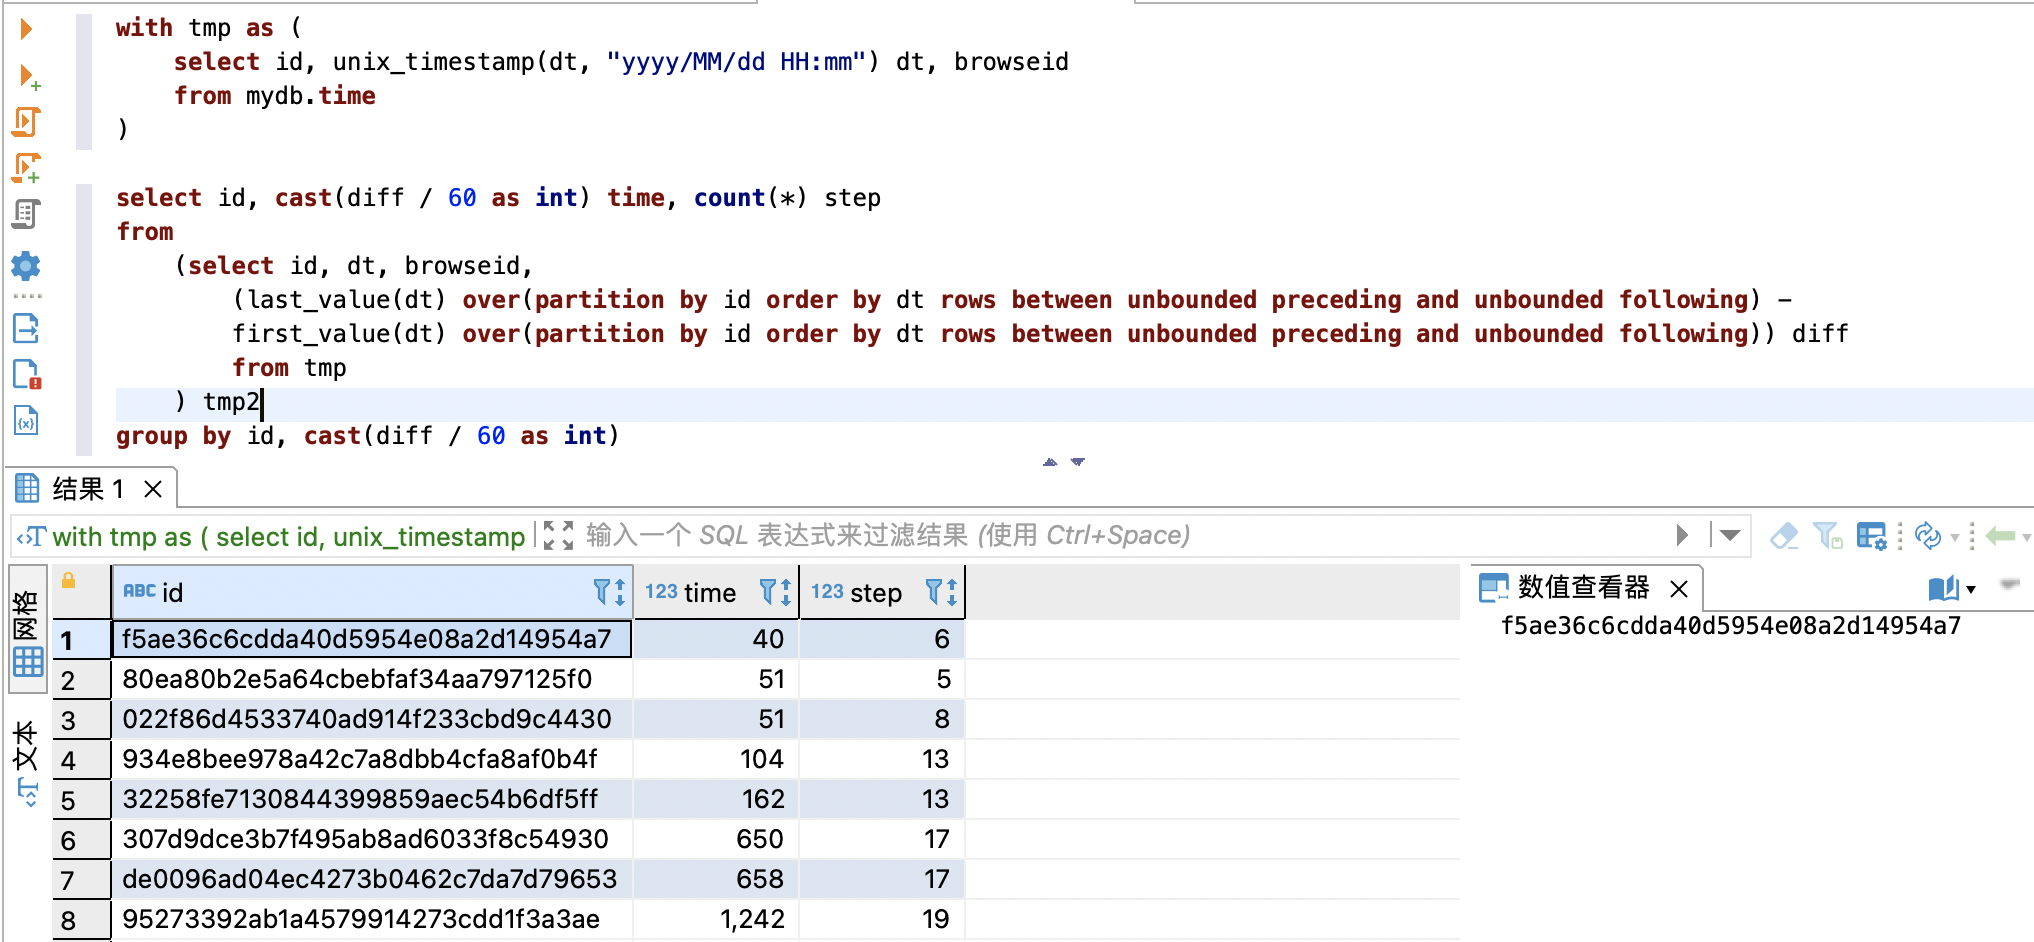 with tmp as (
    select id, unix_timestamp(dt, "yyyy/MM/dd HH:mm") dt, browseid
    from mydb.time
)
select id, cast(diff / 60 as int) time, count(*) step
from
    (select id, dt, browseid,
        (last_value(dt) over(partition by id order by dt rows between unbounded preceding and unbounded following) -
        first_value(dt) over(partition by id order by dt rows between unbounded preceding and unbounded following)) diff
        from tmp
    ) tmp2
group by id, cast(diff / 60 as int)
结果 1
with tmp as ( select id, unix_timestamp 输入一个 SQL 表达式来过滤结果 (使用 Ctrl+Space)
网格
文本
ABC id 123 time 123 step
1 f5ae36c6cdda40d5954e08a2d14954a7 40 6
2 80ea80b2e5a64cbebfaf34aa797125f0 51 5
3 022f86d4533740ad914f233cbd9c4430 51 8
4 934e8bee978a42c7a8dbb4cfa8af0b4f 104 13
5 32258fe7130844399859aec54b6df5ff 162 13
6 307d9dce3b7f495ab8ad6033f8c54930 650 17
7 de0096ad04ec4273b0462c7da7d79653 658 17
8 95273392ab1a4579914273cdd1f3a3ae 1,242 19
数值查看器
f5ae36c6cdda40d5954e08a2d14954a7